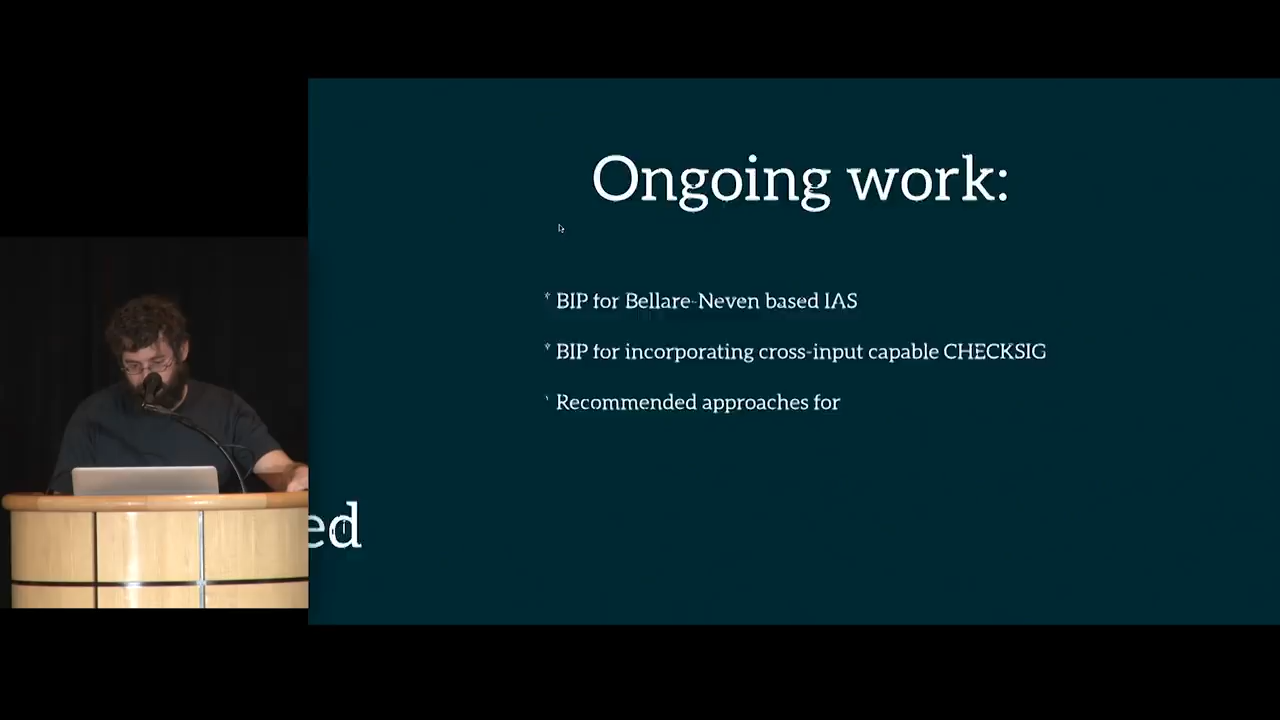 Ongoing work:
* BIP for Bellare-Neven based IAS
* BIP for incorporating cross-input capable CHECKSIG
* Recommended approaches for
ed